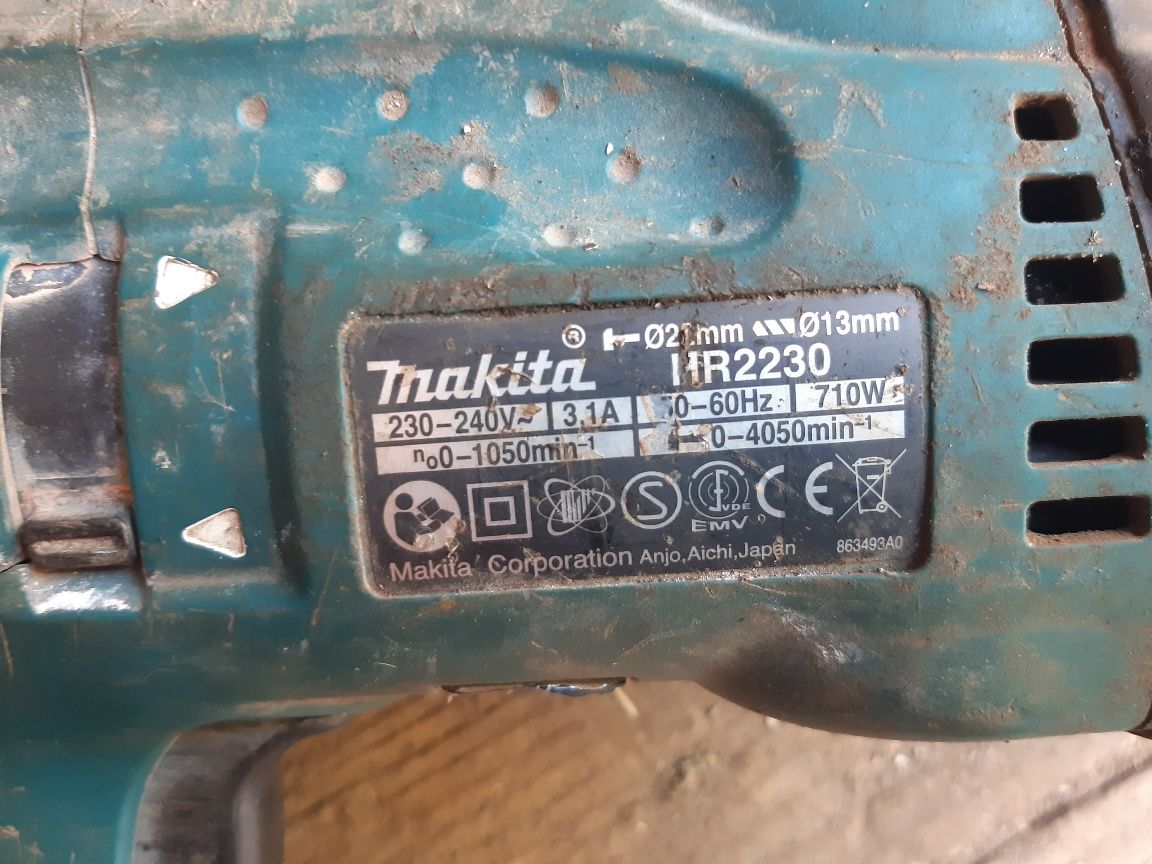 Ø13mm
makita® HR2230
230-240V~ 3.1A 50-60Hz 710W
n₀0-1050min⁻¹ 0-4050min⁻¹
S VDE CE
EMV
Makita Corporation Anjo,Aichi,Japan 863493A0